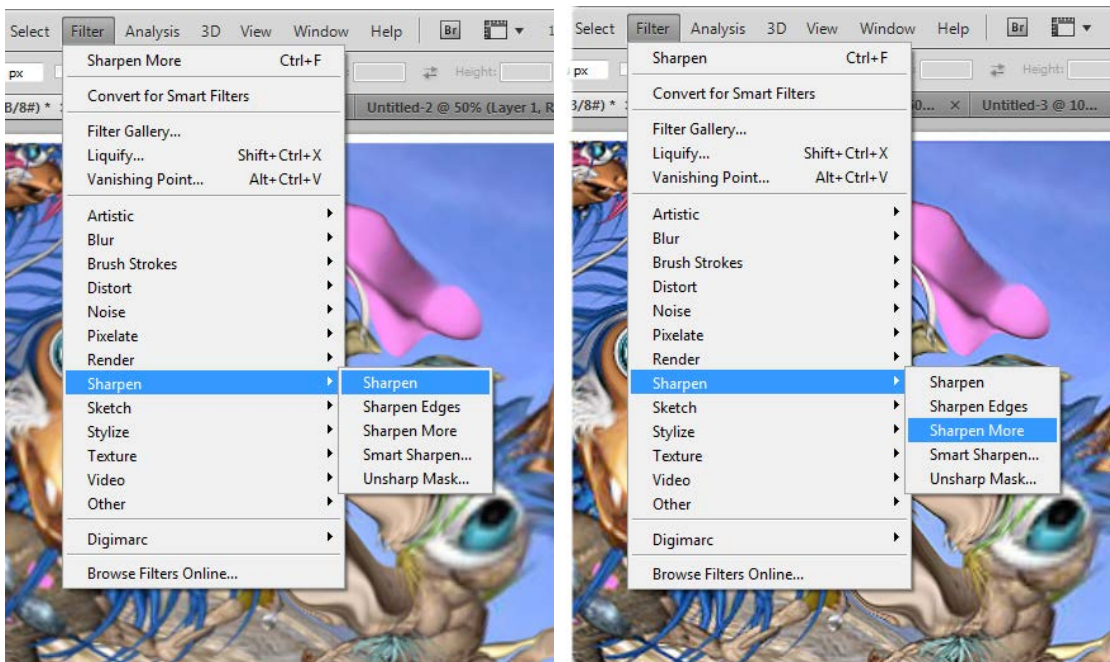 Select Filter Analysis 3D View Window Help Br
px Height:
B/8#) * Untitled-2 @ 50% (Layer 1, R
Sharpen More Ctrl+F
Convert for Smart Filters
Filter Gallery...
Liquify... Shift+Ctrl+X
Vanishing Point... Alt+Ctrl+V
Artistic
Blur
Brush Strokes
Distort
Noise
Pixelate
Render
Sharpen
Sketch
Stylize
Texture
Video
Other
Digimarc
Browse Filters Online...
Sharpen
Sharpen Edges
Sharpen More
Smart Sharpen...
Unsharp Mask...
Select Filter Analysis 3D View Window Help Br
px Height:
3/8#) * 0... × Untitled-3 @ 10...
Sharpen Ctrl+F
Convert for Smart Filters
Filter Gallery...
Liquify... Shift+Ctrl+X
Vanishing Point... Alt+Ctrl+V
Artistic
Blur
Brush Strokes
Distort
Noise
Pixelate
Render
Sharpen
Sketch
Stylize
Texture
Video
Other
Digimarc
Browse Filters Online...
Sharpen
Sharpen Edges
Sharpen More
Smart Sharpen...
Unsharp Mask...